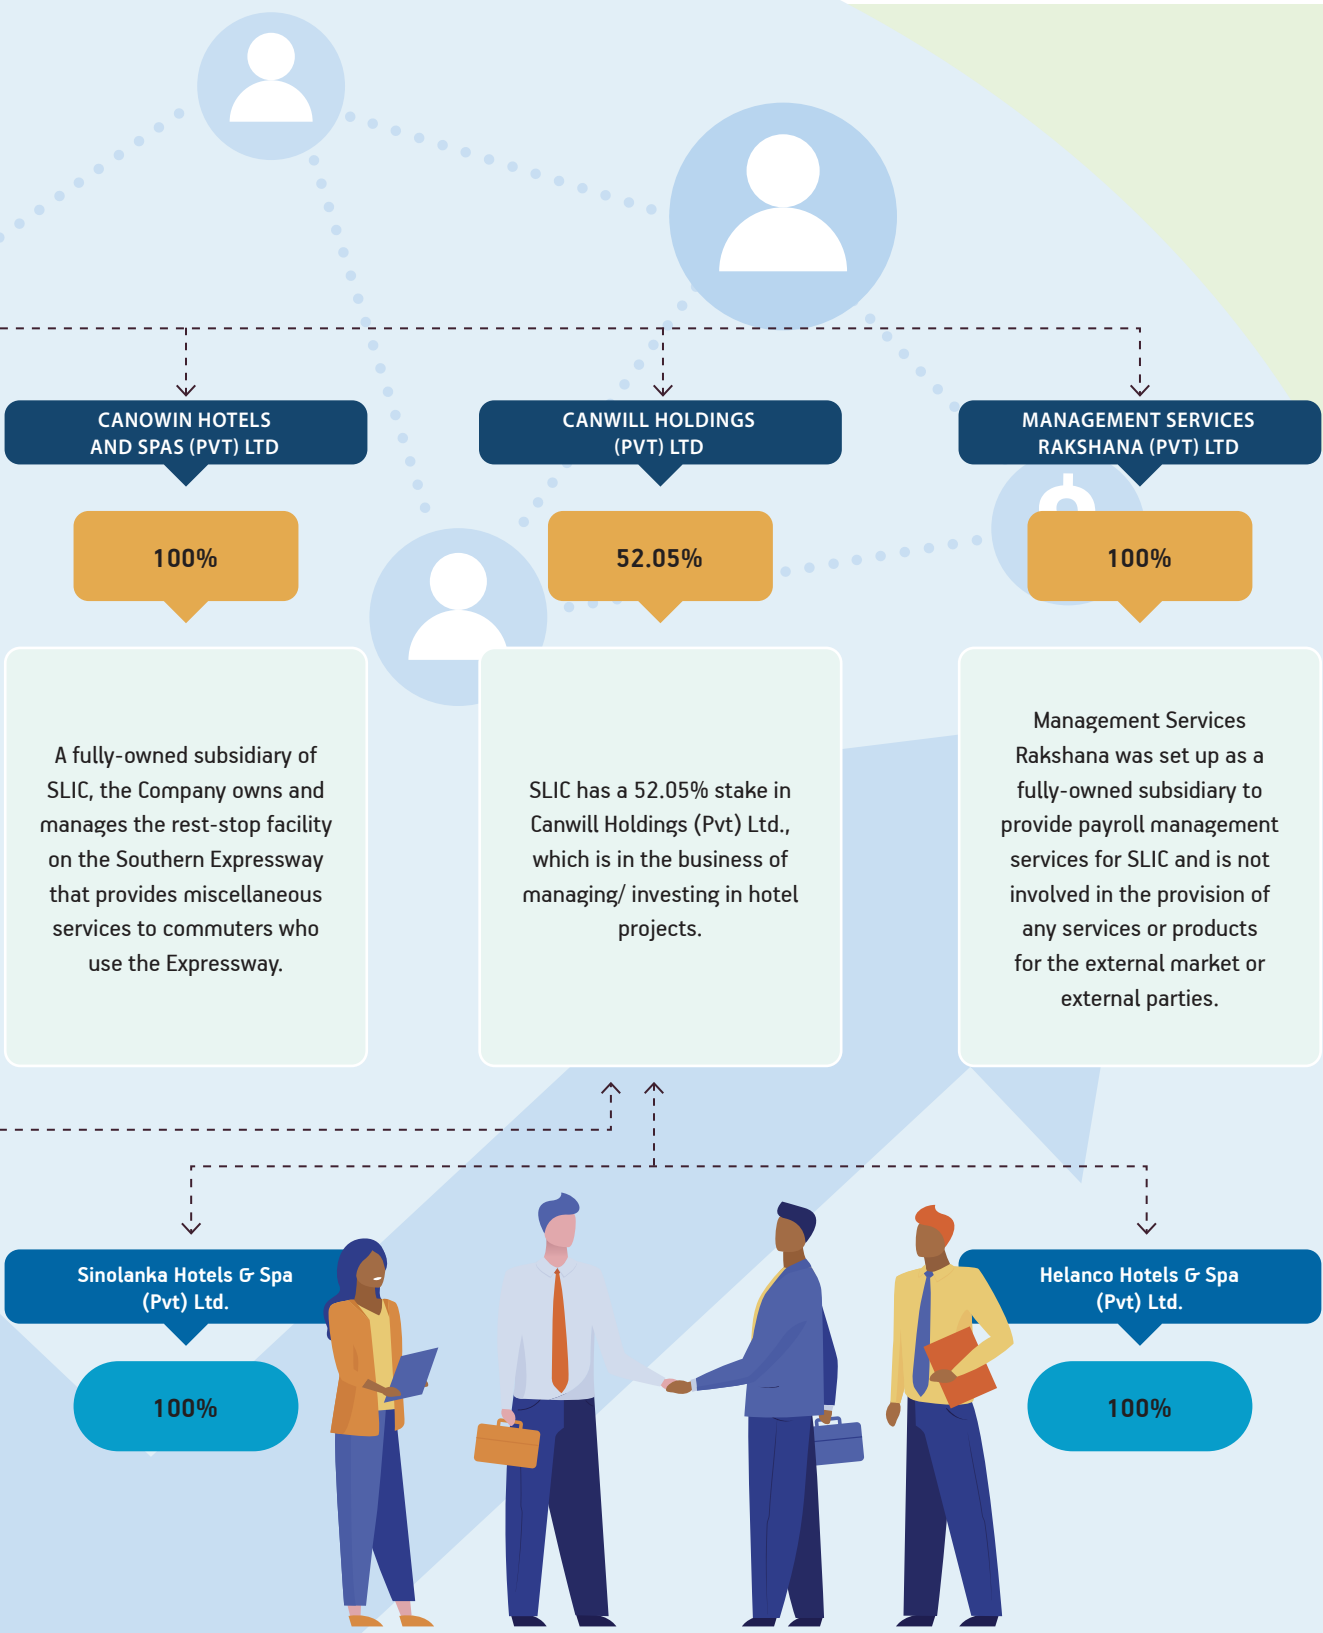 CANOWIN HOTELS
AND SPAS (PVT) LTD
100%
A fully-owned subsidiary of
SLIC, the Company owns and
manages the rest-stop facility
on the Southern Expressway
that provides miscellaneous
services to commuters who
use the Expressway.
CANWILL HOLDINGS
(PVT) LTD
52.05%
SLIC has a 52.05% stake in
Canwill Holdings (Pvt) Ltd.,
which is in the business of
managing/ investing in hotel
projects.
MANAGEMENT SERVICES
RAKSHANA (PVT) LTD
100%
Management Services
Rakshana was set up as a
fully-owned subsidiary to
provide payroll management
services for SLIC and is not
involved in the provision of
any services or products
for the external market or
external parties.
Sinolanka Hotels & Spa
(Pvt) Ltd.
100%
Helanco Hotels & Spa
(Pvt) Ltd.
100%